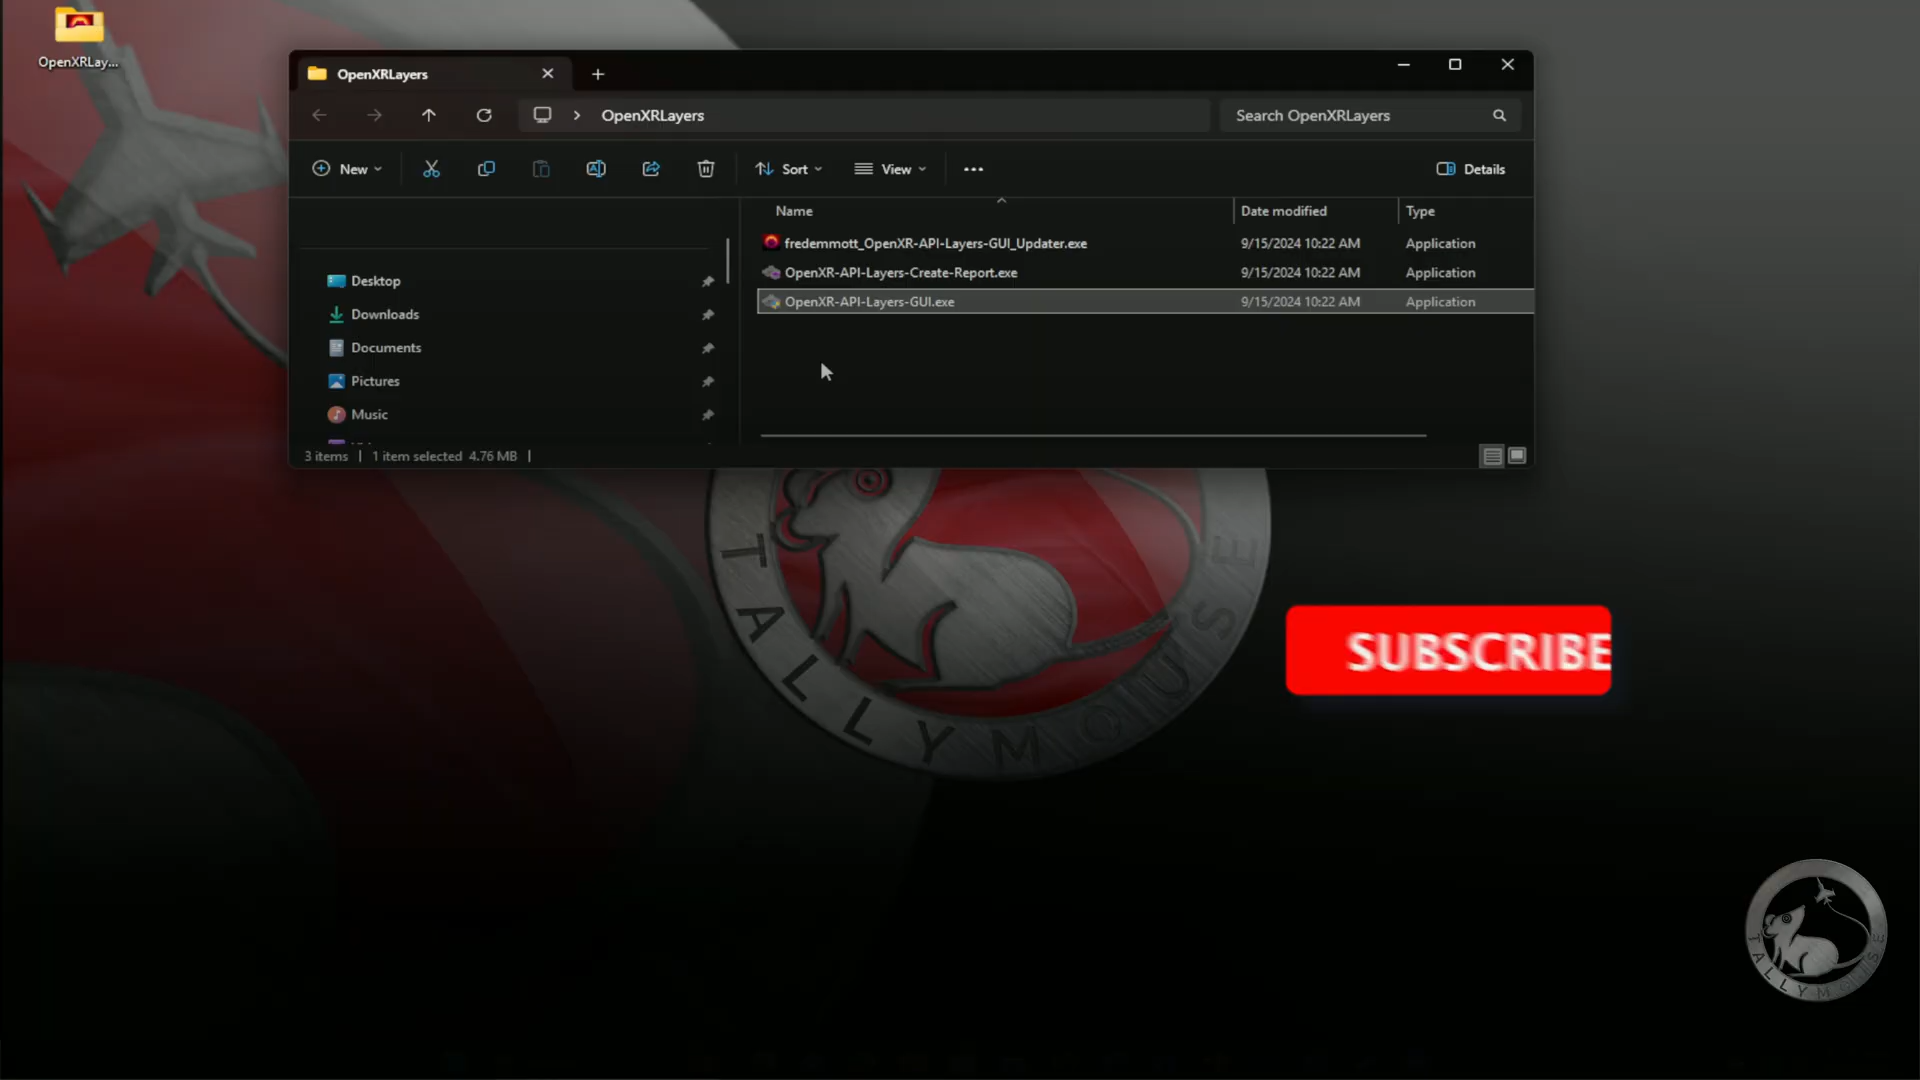 OpenXRLay...
OpenXRLayers
OpenXRLayers
Search OpenXRLayers
New
Sort
View
Details
Name
Date modified
Type
fredemmott_OpenXR-API-Layers-GUI_Updater.exe
9/15/2024 10:22 AM
Application
OpenXR-API-Layers-Create-Report.exe
9/15/2024 10:22 AM
Application
OpenXR-API-Layers-GUI.exe
9/15/2024 10:22 AM
Application
Desktop
Downloads
Documents
Pictures
Music
3 items
1 item selected 4.76 MB
TALLYMOUSE
SUBSCRIBE
TALLYMOUSE